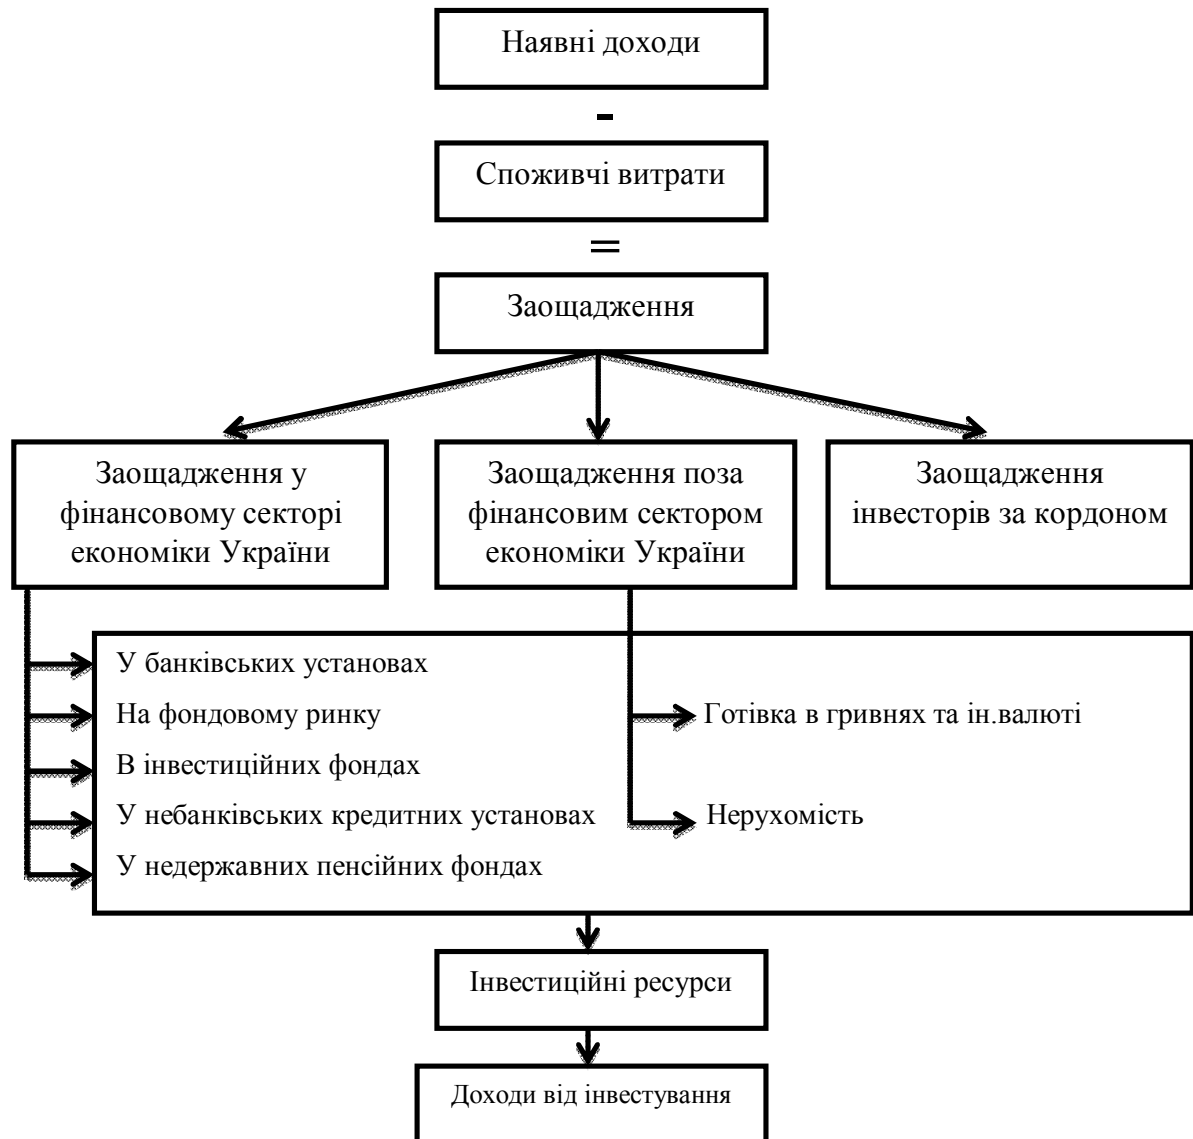 Наявні доходи
-
Споживчі витрати
=
Заощадження
Заощадження у
фінансовому секторі
економіки України
Заощадження поза
фінансовим сектором
економіки України
Заощадження
інвесторів за кордоном
У банківських установах
На фондовому ринку
В інвестиційних фондах
У небанківських кредитних установах
У недержавних пенсійних фондах
Готівка в гривнях та ін.валюті
Нерухомість
Інвестиційні ресурси
Доходи від інвестування